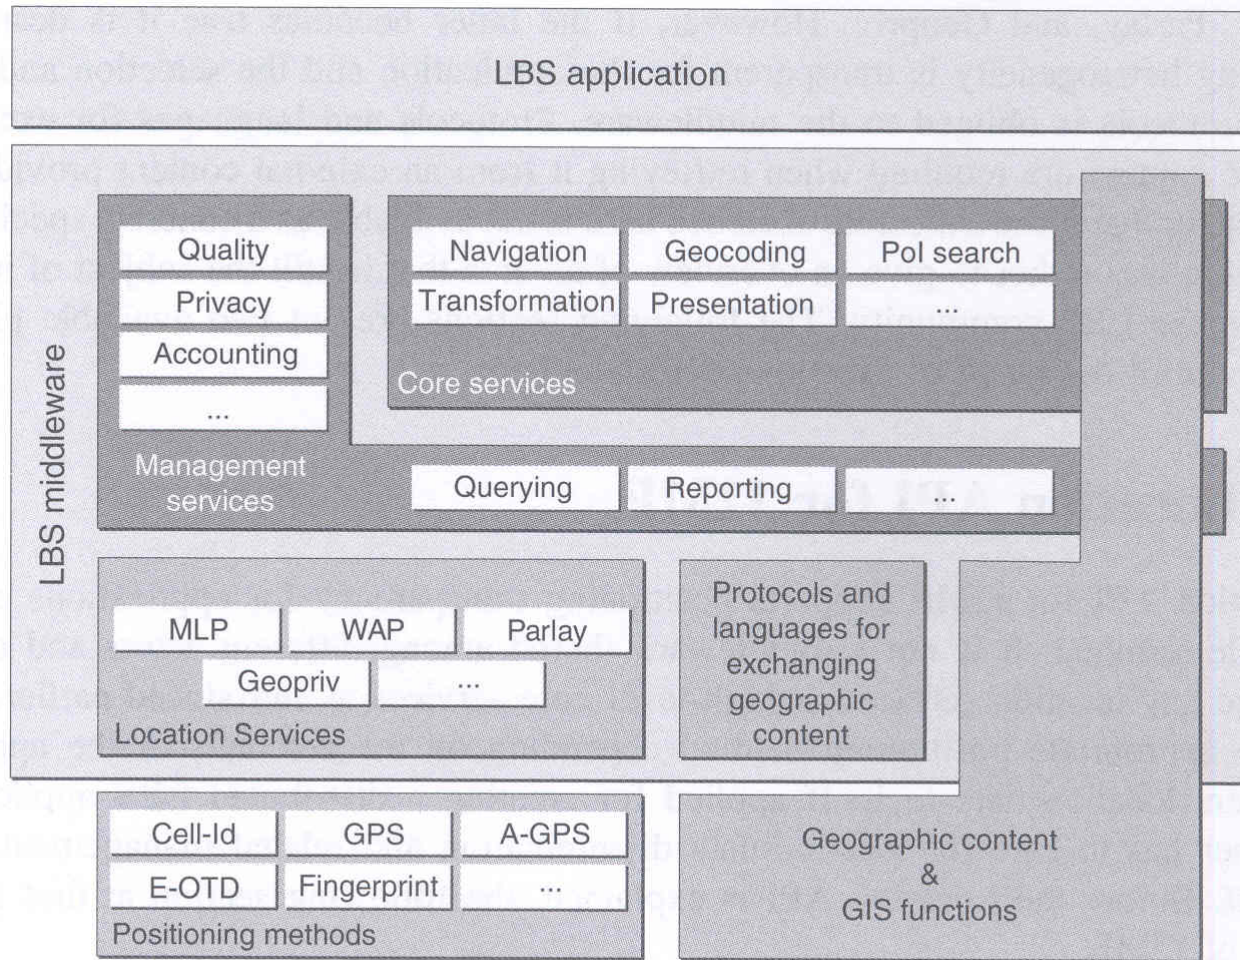 LBS application
LBS middleware
Quality
Privacy
Accounting
...
Management
services
Navigation
Geocoding
PoI search
Transformation
Presentation
...
Core services
Querying
Reporting
...
MLP
WAP
Parlay
Geopriv
...
Location Services
Protocols and
languages for
exchanging
geographic
content
Cell-Id
GPS
A-GPS
E-OTD
Fingerprint
...
Positioning methods
Geographic content
&
GIS functions